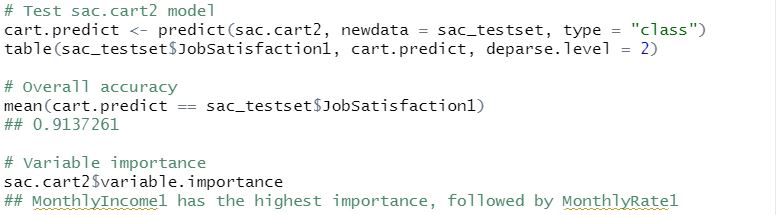 # Test sac.cart2 model
cart.predict <- predict(sac.cart2, newdata = sac_testset, type = "class")
table(sac_testset$JobSatisfaction1, cart.predict, deparse.level = 2)
# Overall accuracy
mean(cart.predict == sac_testset$JobSatisfaction1)
## 0.9137261
# Variable importance
sac.cart2$variable.importance
## MonthlyIncome1 has the highest importance, followed by MonthlyRate1